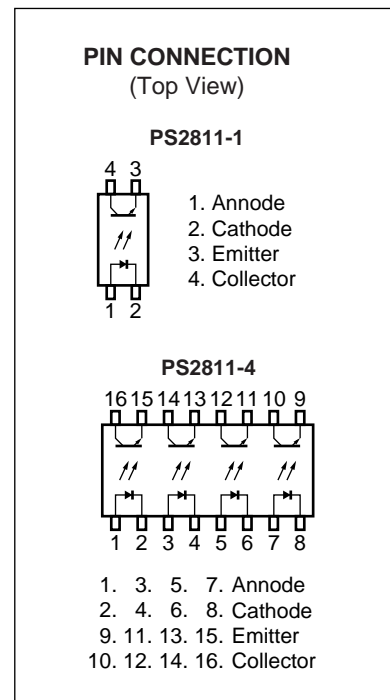 PIN CONNECTION
(Top View)
PS2811-1
4 3
1. Annode
2. Cathode
3. Emitter
4. Collector
1 2
PS2811-4
16 15 14 13 12 11 10 9
1 2 3 4 5 6 7 8
1. 3. 5. 7. Annode
2. 4. 6. 8. Cathode
9. 11. 13. 15. Emitter
10. 12. 14. 16. Collector